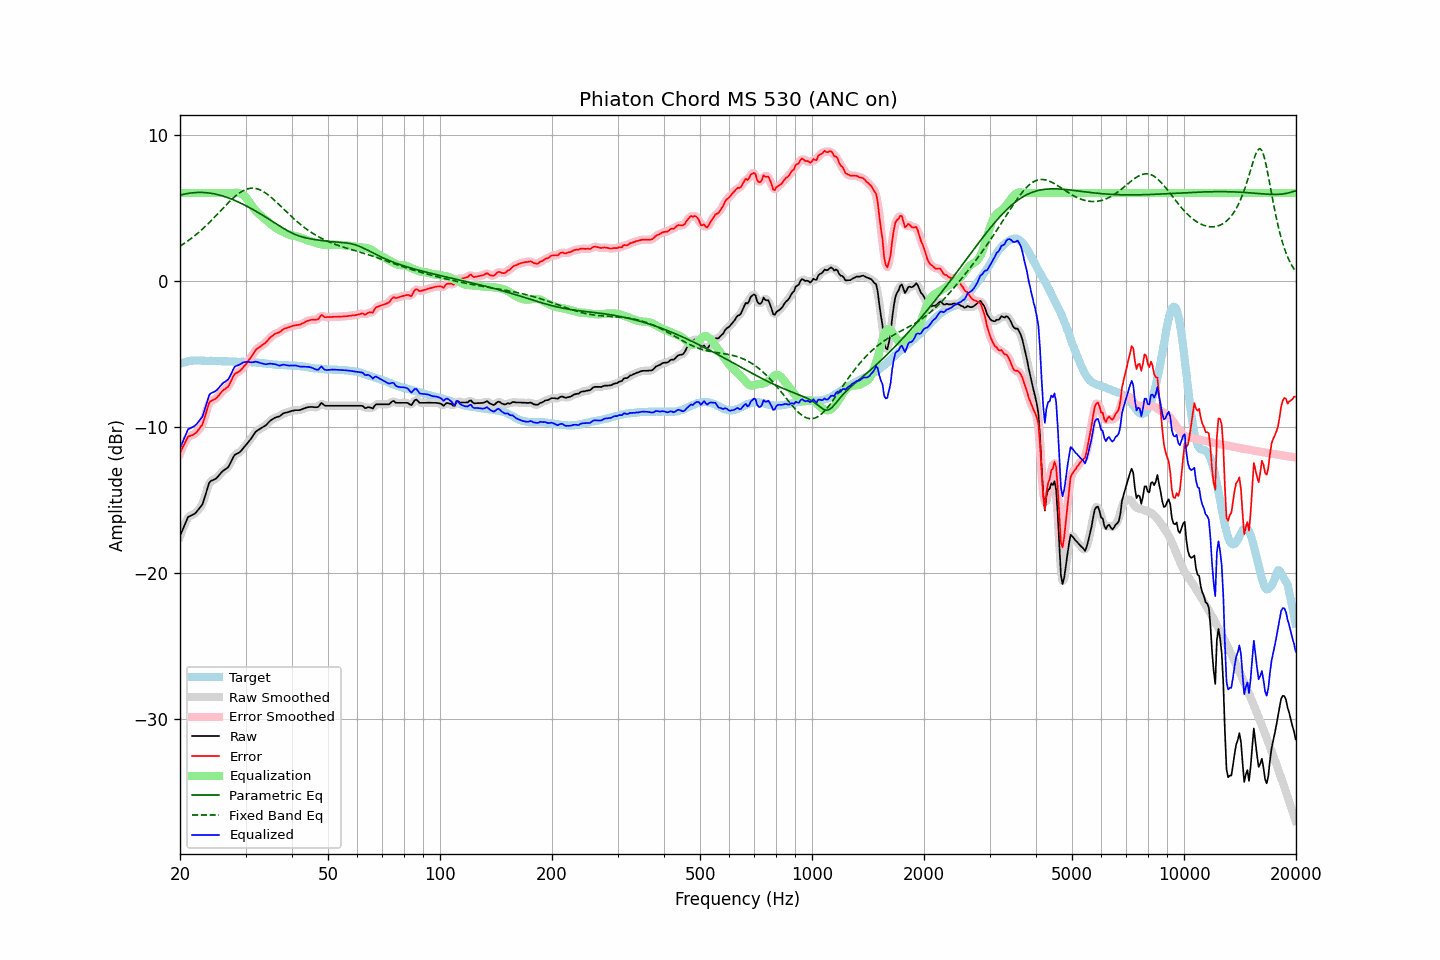 Phiaton Chord MS 530 (ANC on)
Amplitude (dBr)
10
0
−10
−20
−30
Target
Raw Smoothed
Error Smoothed
Raw
Error
Equalization
Parametric Eq
Fixed Band Eq
Equalized
20 50 100 200 500 1000 2000 5000 10000 20000
Frequency (Hz)